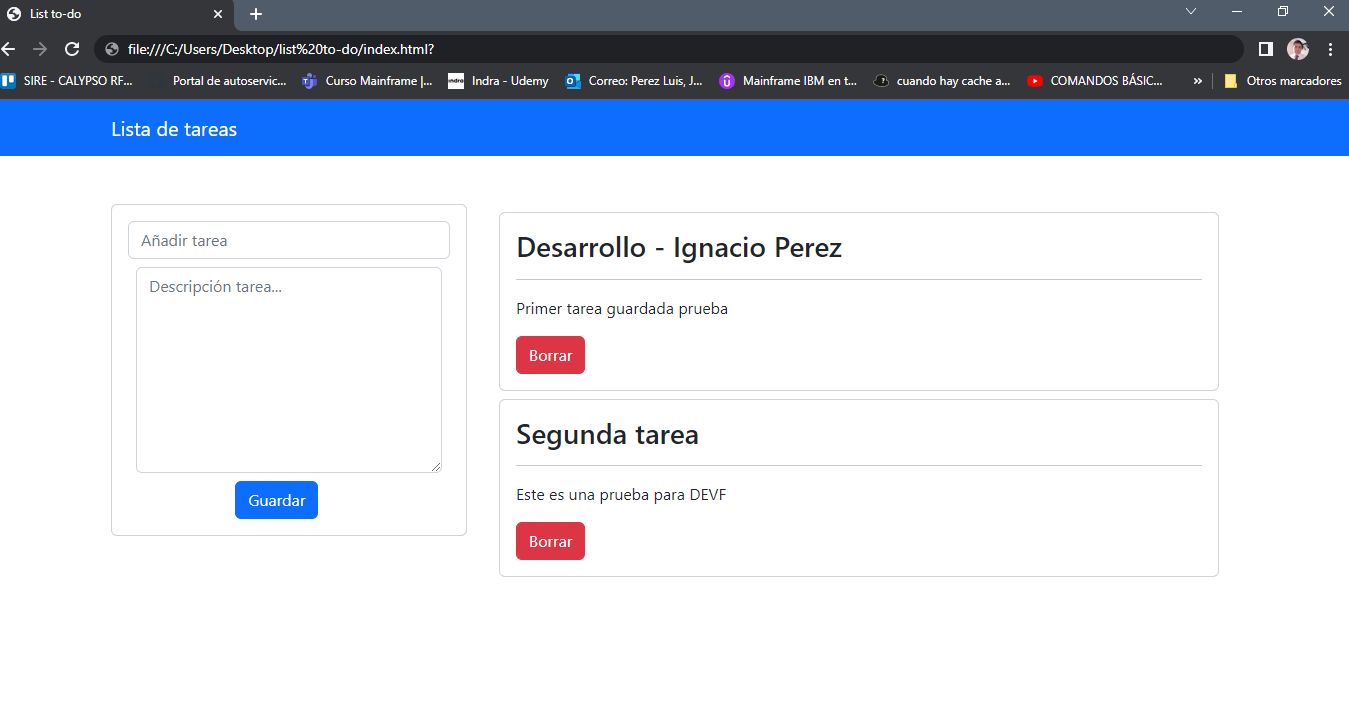 List to-do
file:///C:/Users/Desktop/list%20to-do/index.html?
SIRE - CALYPSO RF... Portal de autoservic... Curso Mainframe |... indra Indra - Udemy Correo: Perez Luis, J... Mainframe IBM en t... cuando hay cache a... COMANDOS BÁSIC... » Otros marcadores
Lista de tareas
Añadir tarea
Descripción tarea...
Guardar
Desarrollo - Ignacio Perez
Primer tarea guardada prueba
Borrar
Segunda tarea
Este es una prueba para DEVF
Borrar